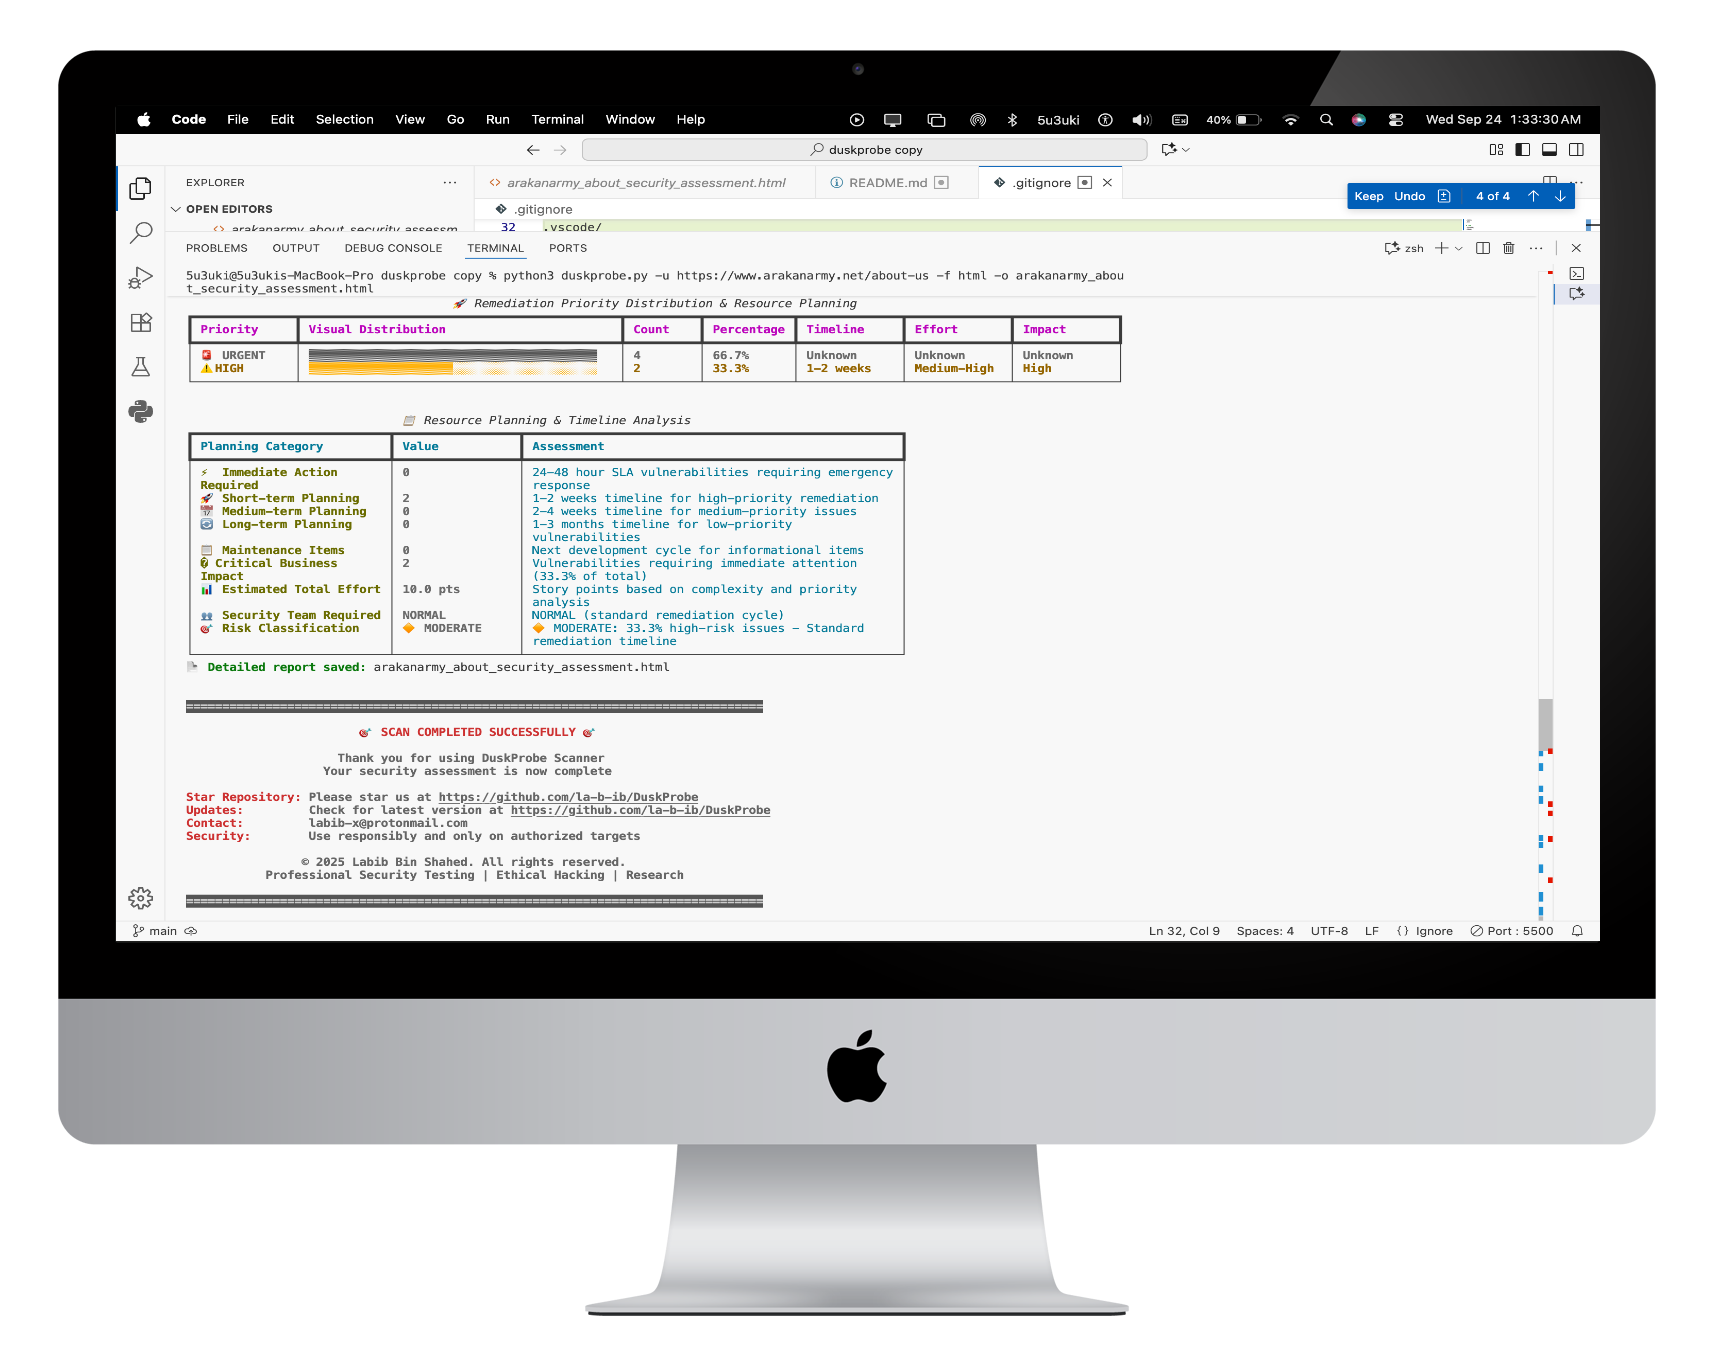 Code File Edit Selection View Go Run Terminal Window Help 5u3uki 40% Wed Sep 24 1:33:30 AM
duskprobe copy
EXPLORER
arakanarmy_about_security_assessment.html README.md .gitignore
Keep Undo 4 of 4
OPEN EDITORS
.gitignore
arakanarmy_about_security_assessm
32 .vscode/
PROBLEMS OUTPUT DEBUG CONSOLE TERMINAL PORTS zsh
5u3uki@5u3ukis-MacBook-Pro duskprobe copy % python3 duskprobe.py -u https://www.arakanarmy.net/about-us -f html -o arakanarmy_abou
t_security_assessment.html
🚀 Remediation Priority Distribution & Resource Planning
Priority Visual Distribution Count Percentage Timeline Effort Impact
🚨 URGENT 4 66.7% Unknown Unknown Unknown
⚠️HIGH 2 33.3% 1-2 weeks Medium-High High
📋 Resource Planning & Timeline Analysis
Planning Category Value Assessment
⚡ Immediate Action 0 24-48 hour SLA vulnerabilities requiring emergency
Required response
🚀 Short-term Planning 2 1-2 weeks timeline for high-priority remediation
📅 Medium-term Planning 0 2-4 weeks timeline for medium-priority issues
🔄 Long-term Planning 0 1-3 months timeline for low-priority
vulnerabilities
📋 Maintenance Items 0 Next development cycle for informational items
� Critical Business 2 Vulnerabilities requiring immediate attention
Impact (33.3% of total)
📊 Estimated Total Effort 10.0 pts Story points based on complexity and priority
analysis
👥 Security Team Required NORMAL NORMAL (standard remediation cycle)
🎯 Risk Classification 🔶 MODERATE 🔶 MODERATE: 33.3% high-risk issues - Standard
remediation timeline
📄 Detailed report saved: arakanarmy_about_security_assessment.html
🎯 SCAN COMPLETED SUCCESSFULLY 🎯
Thank you for using DuskProbe Scanner
Your security assessment is now complete
Star Repository: Please star us at https://github.com/la-b-ib/DuskProbe
Updates: Check for latest version at https://github.com/la-b-ib/DuskProbe
Contact: labib-x@protonmail.com
Security: Use responsibly and only on authorized targets
© 2025 Labib Bin Shahed. All rights reserved.
Professional Security Testing | Ethical Hacking | Research
main Ln 32, Col 9 Spaces: 4 UTF-8 LF {} Ignore Port : 5500